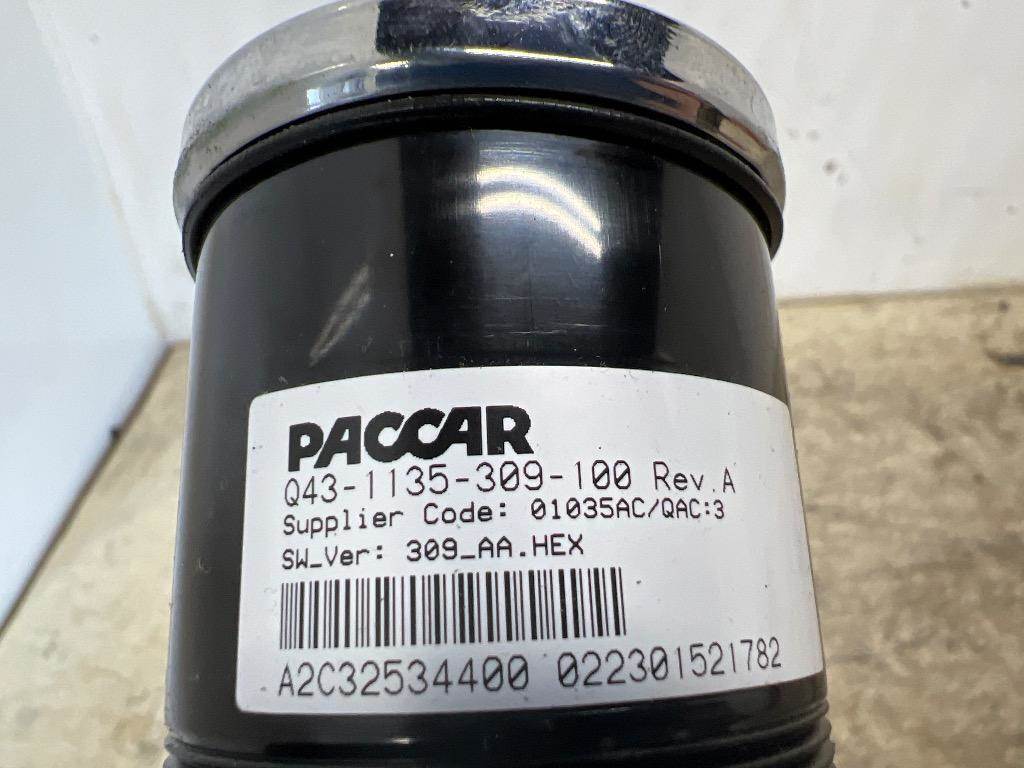 PACCAR
Q43-1135-309-100 Rev.A
Supplier Code: 01035AC/QAC:3
SW_Ver: 309_AA.HEX
A2C32534400 022301521782